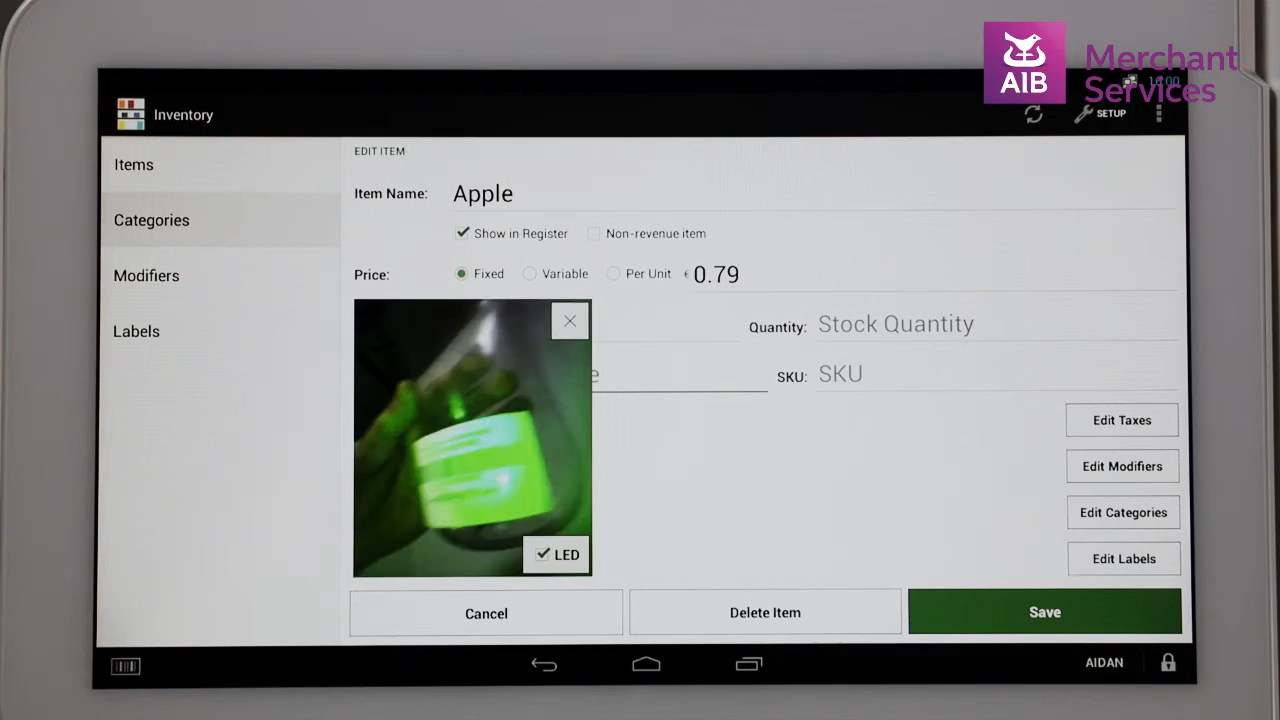 AIB
Merchant
Services
Inventory
SETUP
Items
Categories
Modifiers
Labels
EDIT ITEM
Item Name: Apple
Show in Register Non-revenue item
Price: Fixed Variable Per Unit € 0.79
Quantity: Stock Quantity
SKU: SKU
Edit Taxes
Edit Modifiers
Edit Categories
Edit Labels
LED
Cancel Delete Item Save
AIDAN